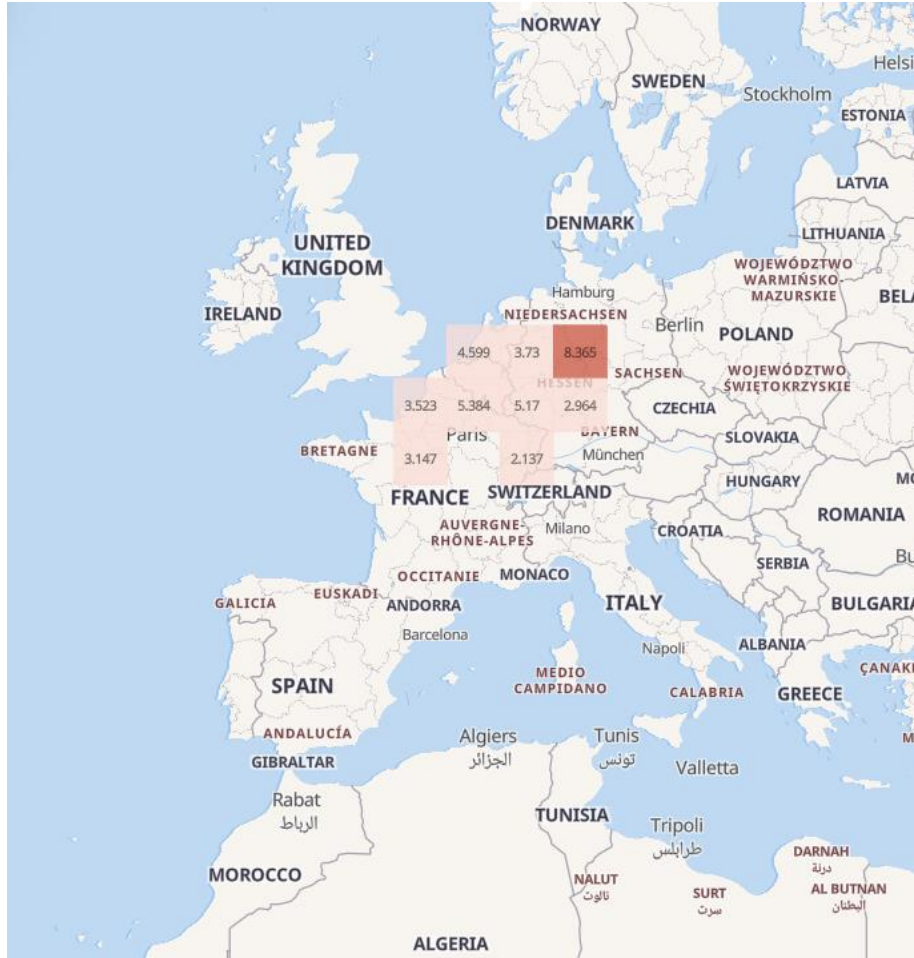 NORWAY
SWEDEN
Stockholm
ESTONIA
LATVIA
DENMARK
LITHUANIA
UNITED
KINGDOM
WOJEWÓDZTWO
WARMIŃSKO-
MAZURSKIE
Hamburg
IRELAND
NIEDERSACHSEN
Berlin
POLAND
4.599
3.73
8.365
HESSEN
SACHSEN
WOJEWÓDZTWO
ŚWIĘTOKRZYSKIE
3.523
5.384
5.17
2.964
CZECHIA
Paris
BAYERN
SLOVAKIA
BRETAGNE
3.147
2.137
München
HUNGARY
FRANCE
SWITZERLAND
ROMANIA
AUVERGNE-
RHÔNE-ALPES
Milano
CROATIA
SERBIA
OCCITANIE
MONACO
EUSKADI
GALICIA
ANDORRA
ITALY
BULGARIA
Barcelona
Napoli
ALBANIA
SPAIN
MEDIO
CAMPIDANO
CALABRIA
GREECE
ANDALUCÍA
GIBRALTAR
Algiers
الجزائر
Tunis
تونس
Valletta
Rabat
الرباط
TUNISIA
Tripoli
طرابلس
DARNAH
درنة
MOROCCO
NALUT
نالوت
SURT
سرت
AL BUTNAN
البطنان
ALGERIA